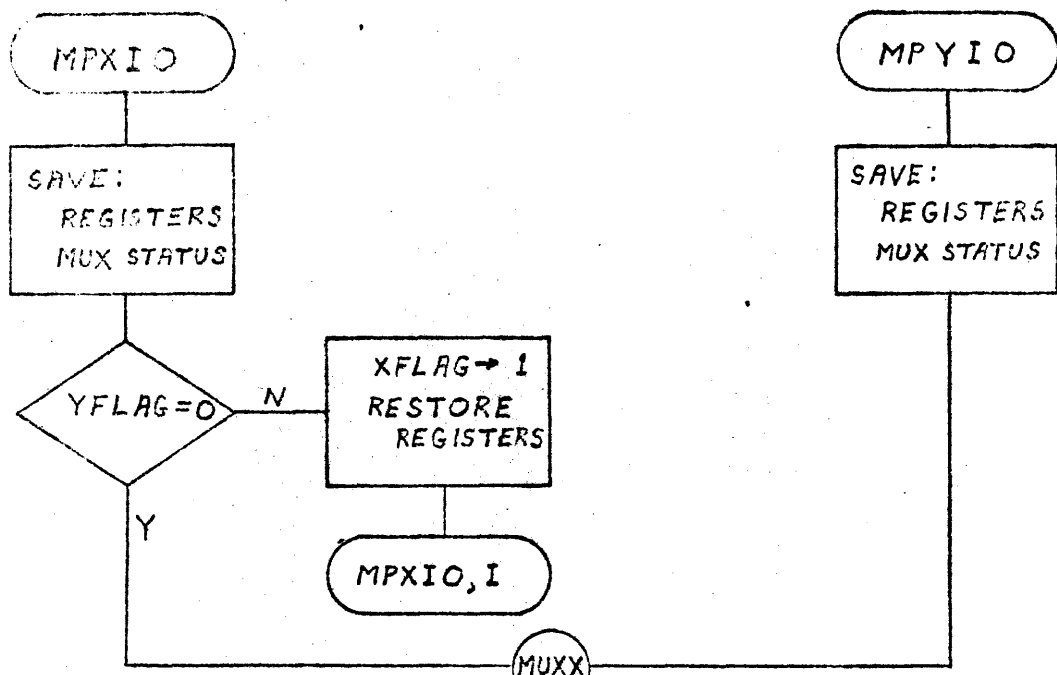 MPXIO
MPYIO
SAVE:
REGISTERS
MUX STATUS
SAVE:
REGISTERS
MUX STATUS
YFLAG=0
N
XFLAG→ 1
RESTORE
REGISTERS
Y
MPXIO, I
MUXX